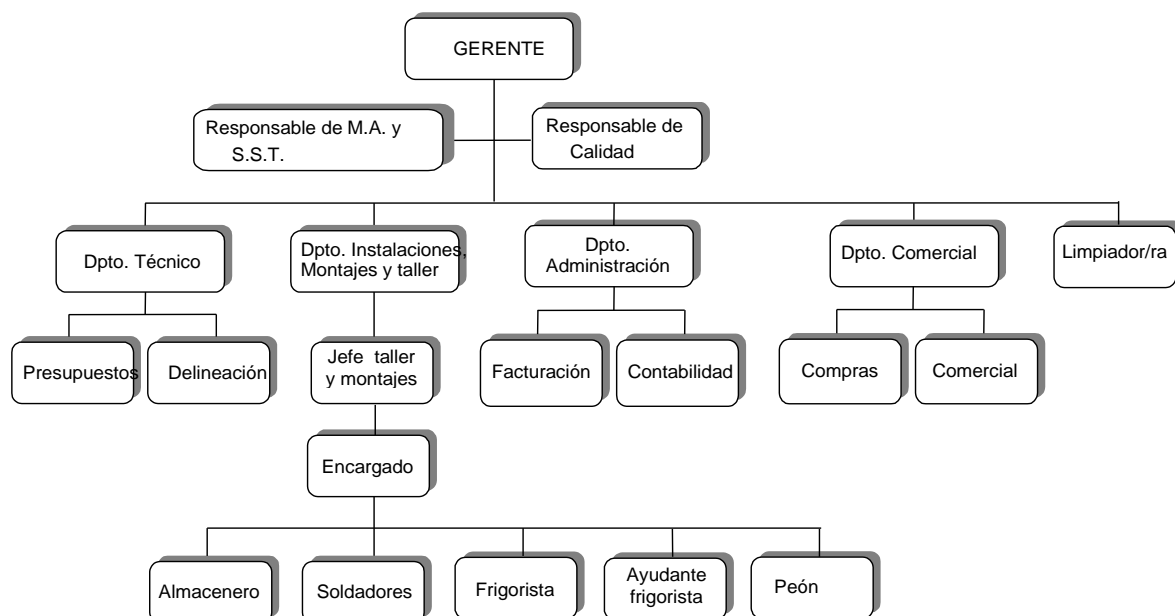 GERENTE
Responsable de M.A. y
S.S.T.
Responsable de
Calidad
Dpto. Técnico
Dpto. Instalaciones,
Montajes y taller
Dpto.
Administración
Dpto. Comercial
Limpiador/ra
Presupuestos
Delineación
Jefe taller
y montajes
Facturación
Contabilidad
Compras
Comercial
Encargado
Almacenero
Soldadores
Frigorista
Ayudante
frigorista
Peón